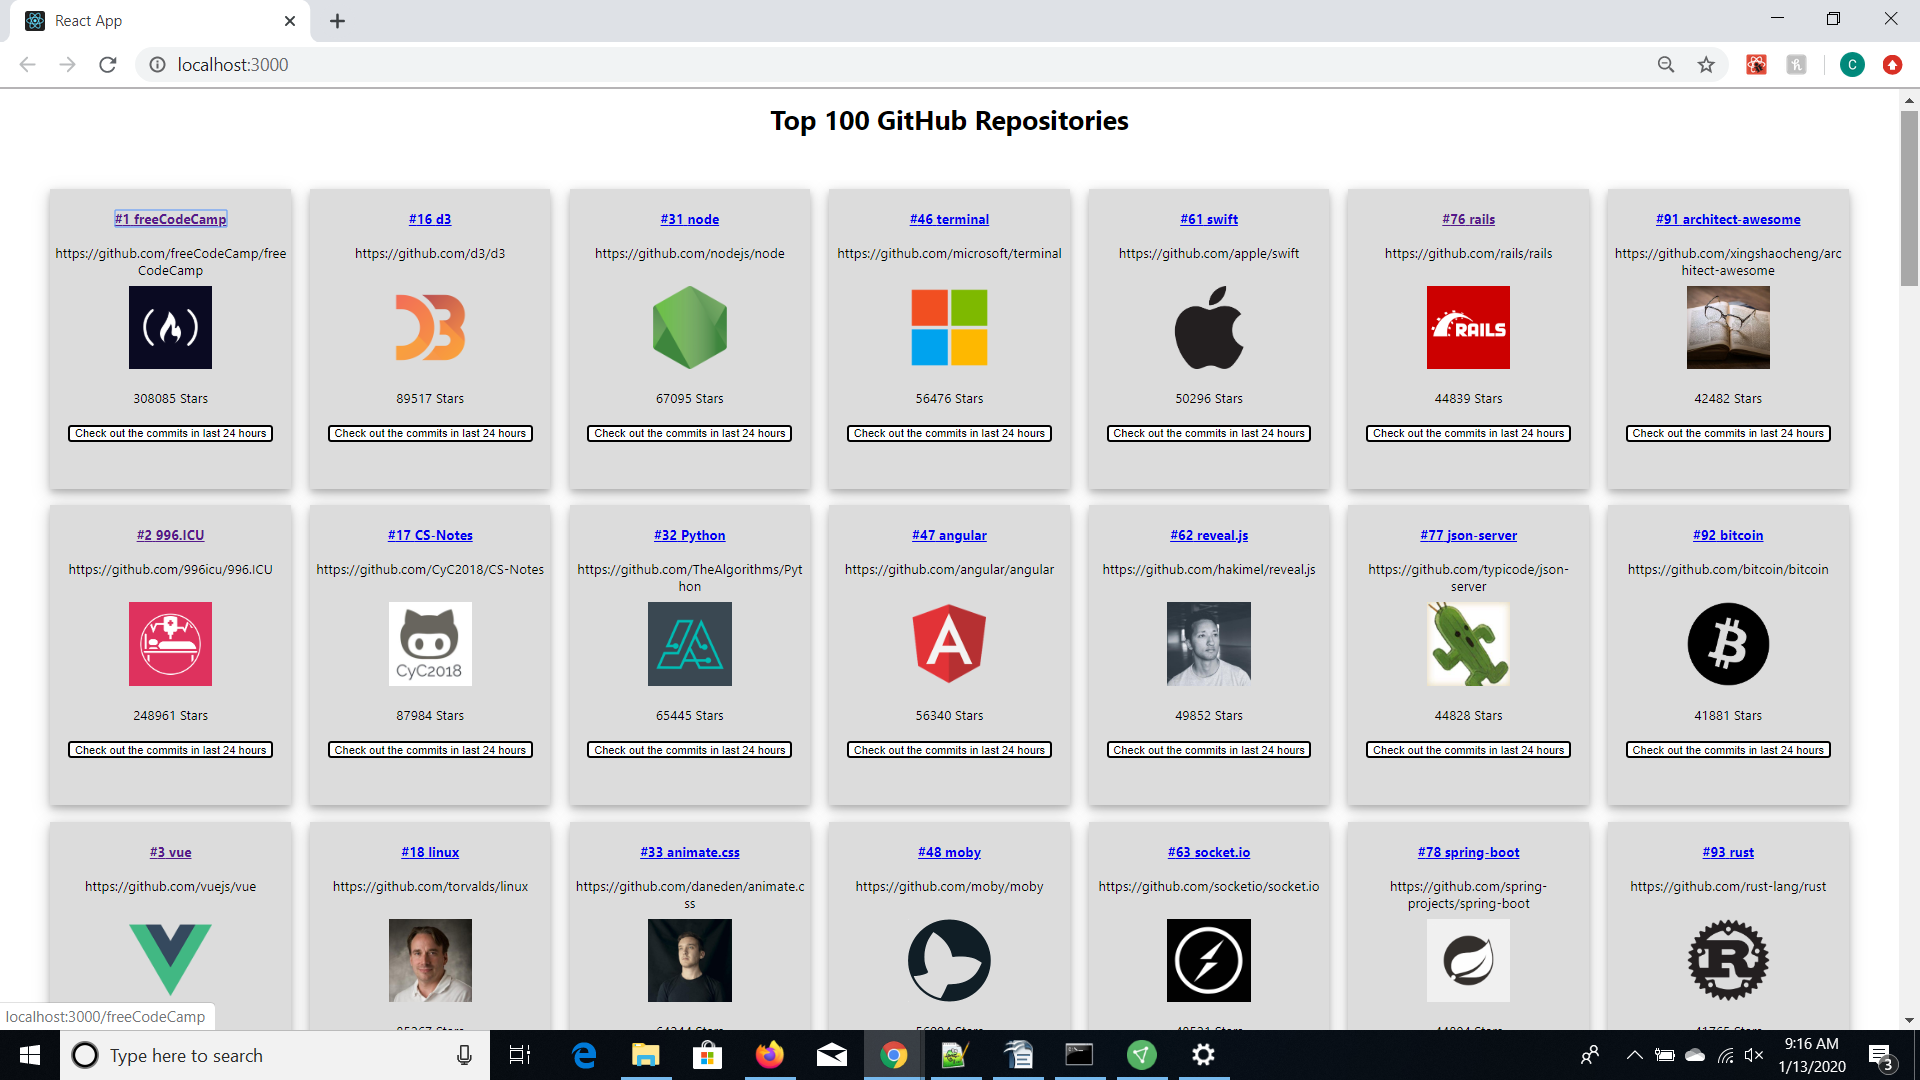 React App
localhost:3000
C
Top 100 GitHub Repositories
#1 freeCodeCamp
https://github.com/freeCodeCamp/free
CodeCamp
308085 Stars
Check out the commits in last 24 hours
#16 d3
https://github.com/d3/d3
89517 Stars
Check out the commits in last 24 hours
#31 node
https://github.com/nodejs/node
67095 Stars
Check out the commits in last 24 hours
#46 terminal
https://github.com/microsoft/terminal
56476 Stars
Check out the commits in last 24 hours
#61 swift
https://github.com/apple/swift
50296 Stars
Check out the commits in last 24 hours
#76 rails
https://github.com/rails/rails
RAILS
44839 Stars
Check out the commits in last 24 hours
#91 architect-awesome
https://github.com/xingshaocheng/arc
hitect-awesome
42482 Stars
Check out the commits in last 24 hours
#2 996.ICU
https://github.com/996icu/996.ICU
248961 Stars
Check out the commits in last 24 hours
#17 CS-Notes
https://github.com/CyC2018/CS-Notes
CyC2018
87984 Stars
Check out the commits in last 24 hours
#32 Python
https://github.com/TheAlgorithms/Pyt
hon
65445 Stars
Check out the commits in last 24 hours
#47 angular
https://github.com/angular/angular
A
56340 Stars
Check out the commits in last 24 hours
#62 reveal.js
https://github.com/hakimel/reveal.js
49852 Stars
Check out the commits in last 24 hours
#77 json-server
https://github.com/typicode/json-
server
44828 Stars
Check out the commits in last 24 hours
#92 bitcoin
https://github.com/bitcoin/bitcoin
41881 Stars
Check out the commits in last 24 hours
#3 vue
https://github.com/vuejs/vue
#18 linux
https://github.com/torvalds/linux
#33 animate.css
https://github.com/daneden/animate.c
ss
#48 moby
https://github.com/moby/moby
#63 socket.io
https://github.com/socketio/socket.io
#78 spring-boot
https://github.com/spring-
projects/spring-boot
#93 rust
https://github.com/rust-lang/rust
R
localhost:3000/freeCodeCamp
Type here to search
9:16 AM
1/13/2020
3